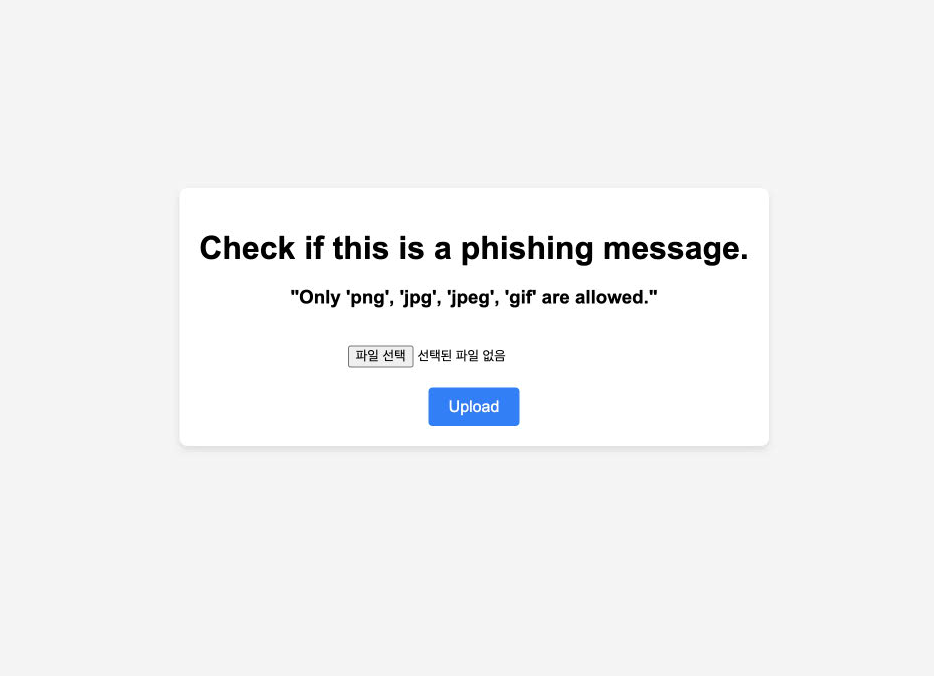 Check if this is a phishing message.
"Only 'png', 'jpg', 'jpeg', 'gif' are allowed."
파일 선택 선택된 파일 없음
Upload